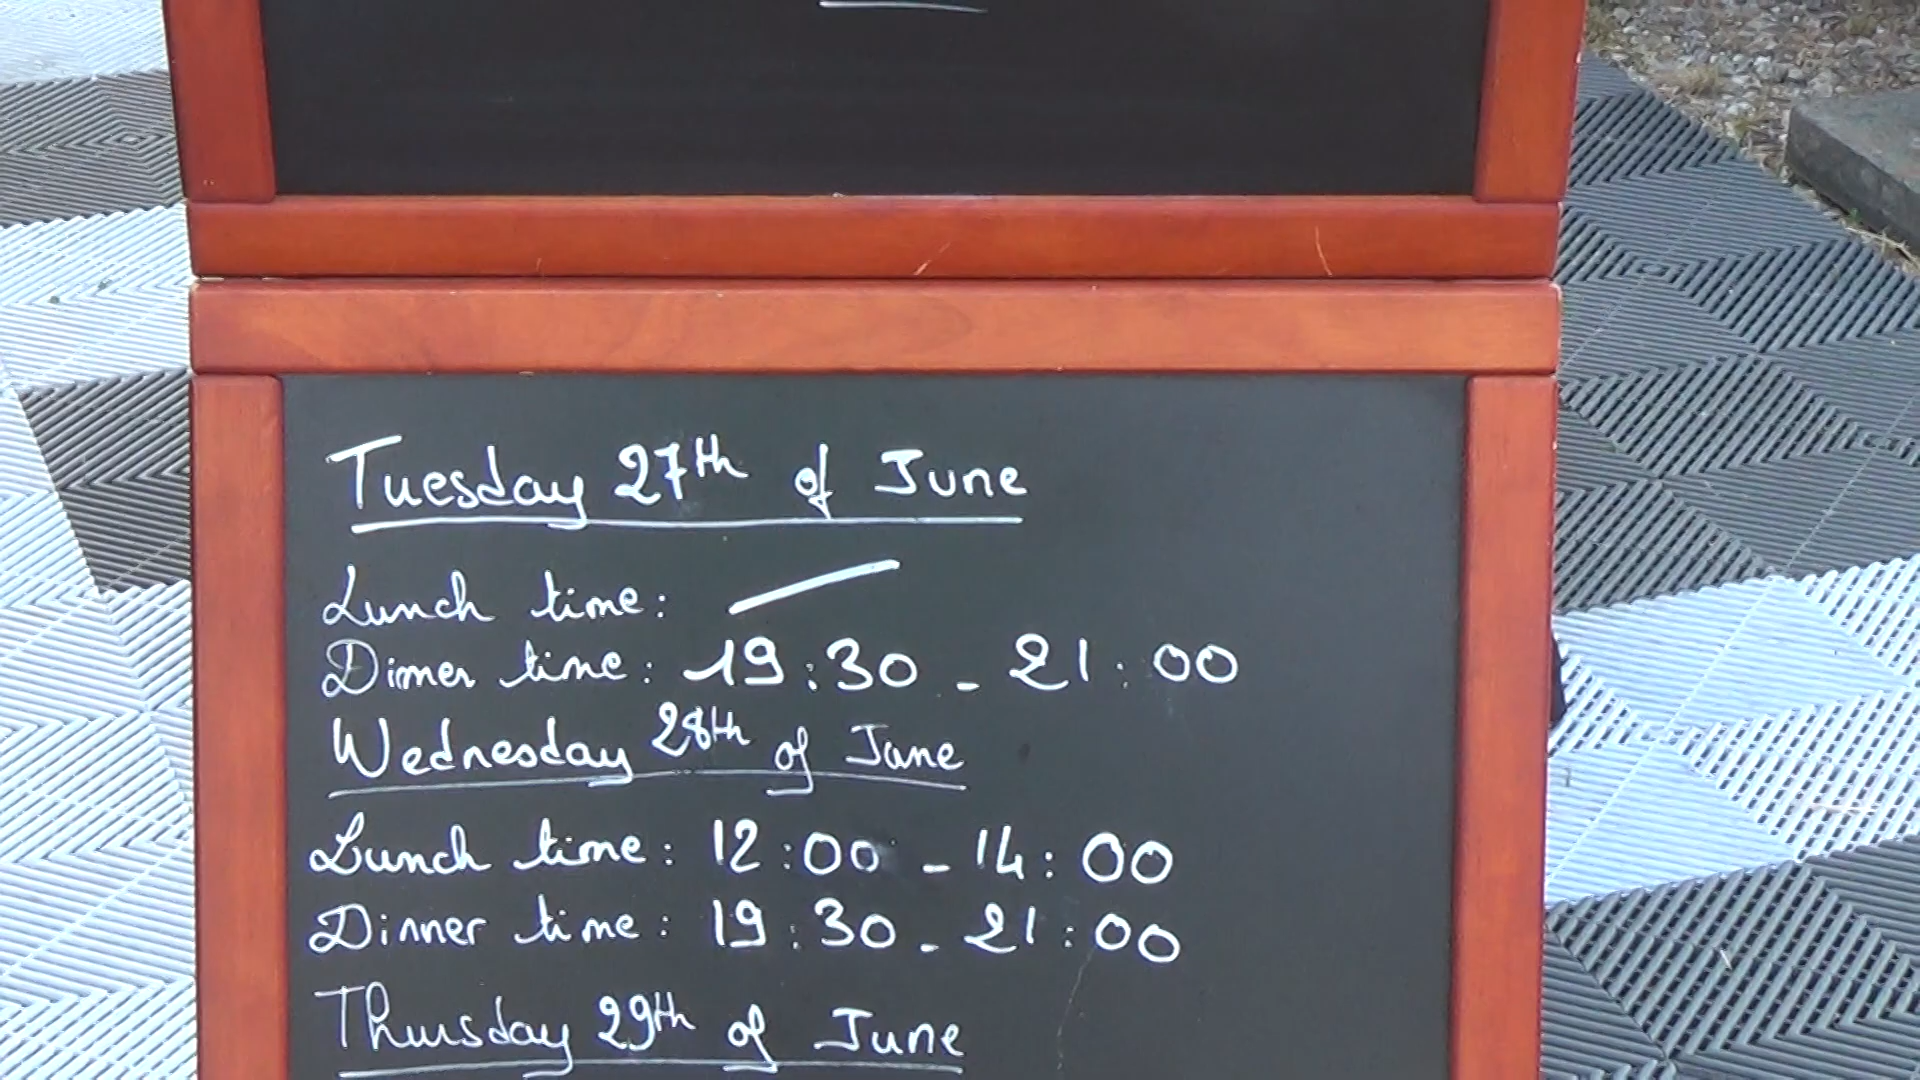 Tuesday 27th of June
Lunch time: —
Dinner time: 19:30 - 21:00
Wednesday 28th of June
Lunch time: 12:00 - 14:00
Dinner time: 19:30 - 21:00
Thursday 29th of June